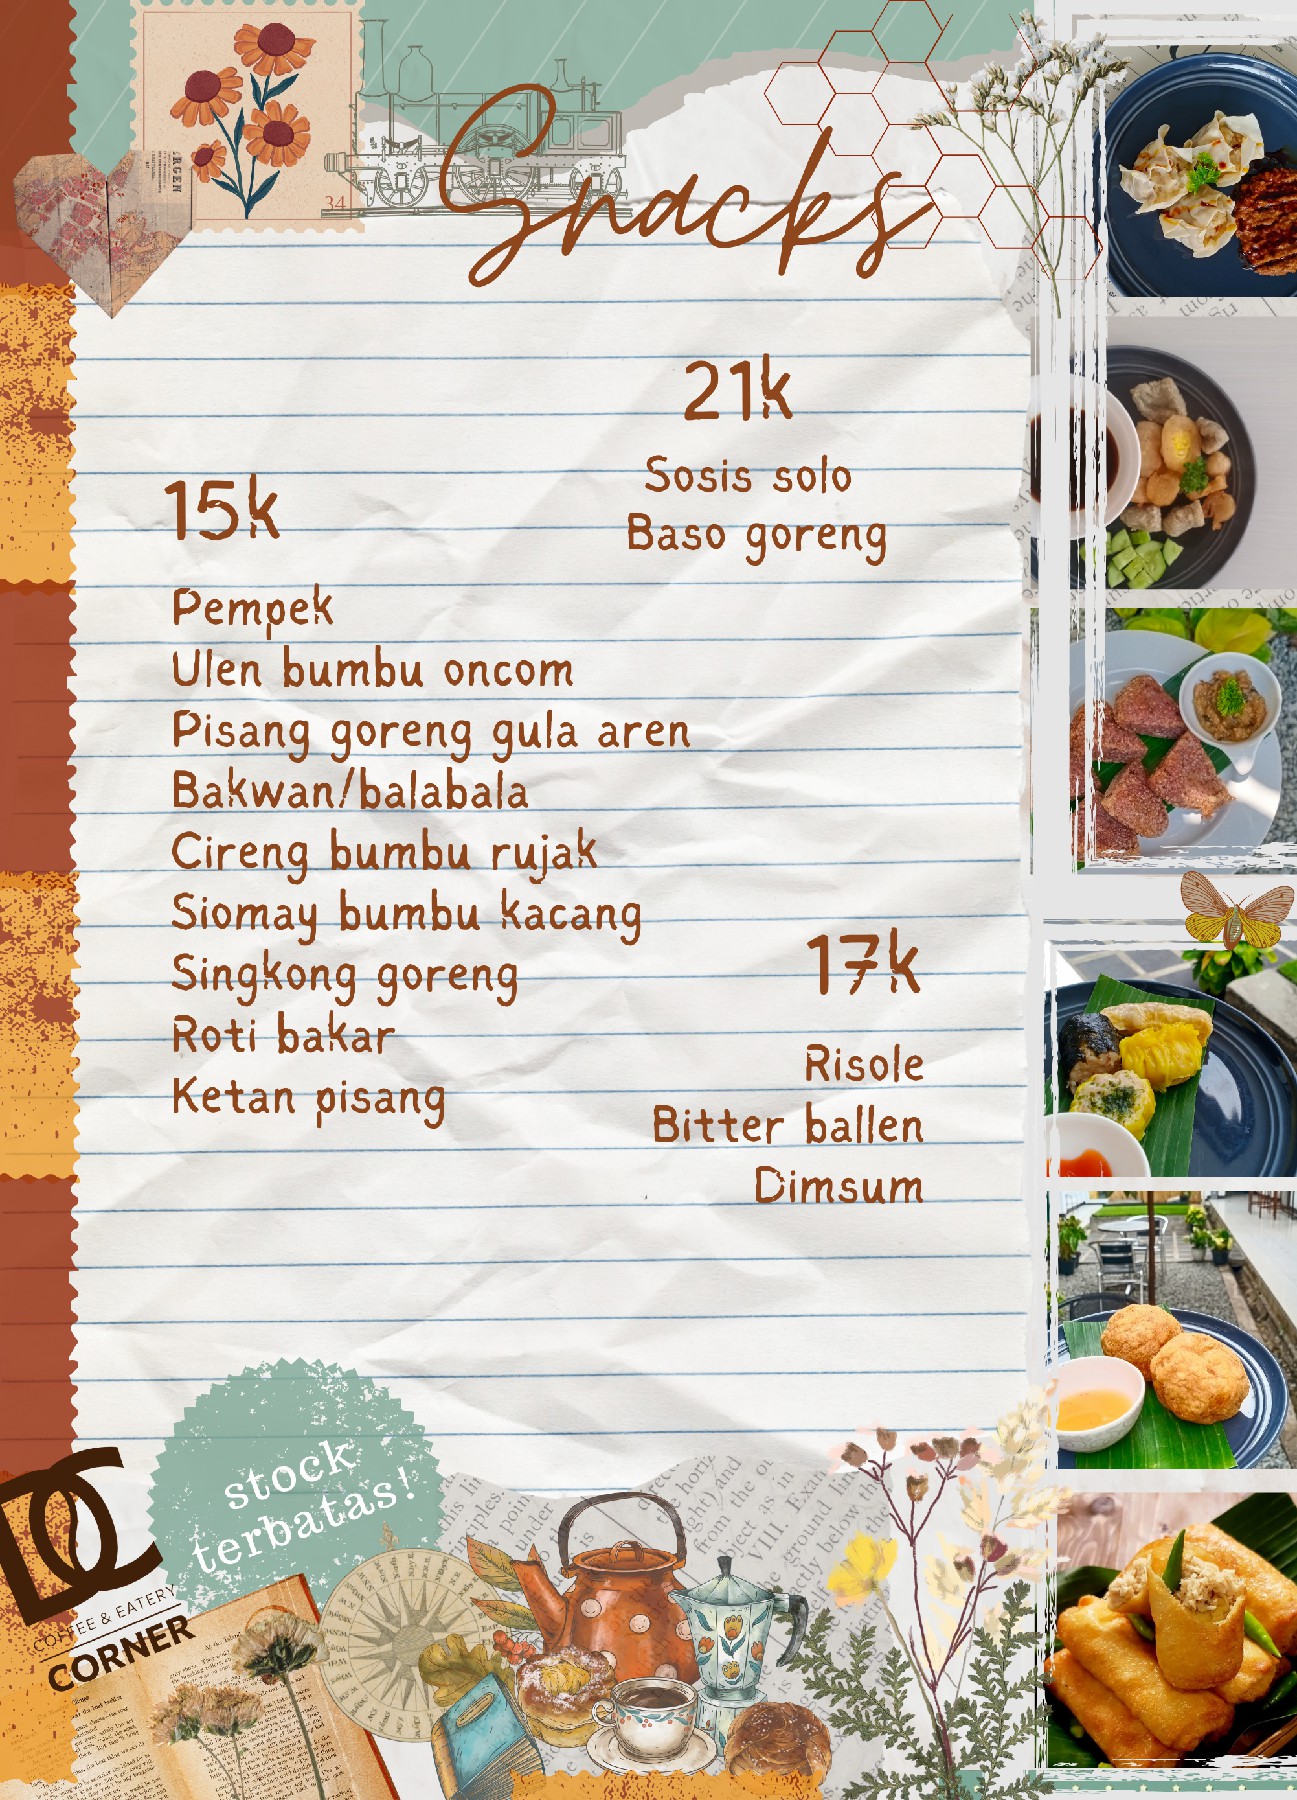 Snacks
21k
Sosis solo
Baso goreng
15k
Pempek
Ulen bumbu oncom
Pisang goreng gula aren
Bakwan/balabala
Cireng bumbu rujak
Siomay bumbu kacang
Singkong goreng
Roti bakar
Ketan pisang
17k
Risole
Bitter ballen
Dimsum
stock
terbatas!
DC
COFFEE & EATERY
CORNER
34